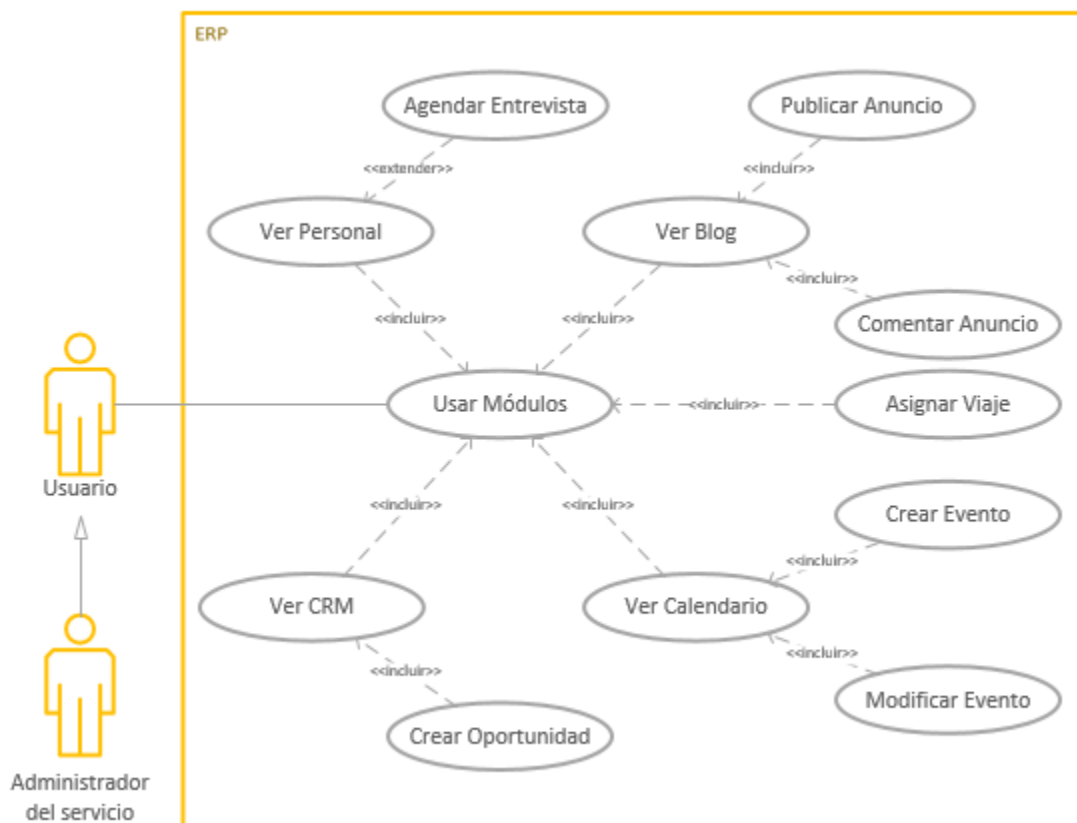 ERP
Agendar Entrevista
Publicar Anuncio
<<extender>>
<<incluir>>
Ver Personal
Ver Blog
<<incluir>>
<<incluir>>
<<incluir>>
Comentar Anuncio
Usar Módulos
<<incluir>>
Asignar Viaje
Usuario
<<incluir>>
<<incluir>>
Crear Evento
<<incluir>>
Ver CRM
Ver Calendario
<<incluir>>
<<incluir>>
Modificar Evento
Crear Oportunidad
Administrador
del servicio